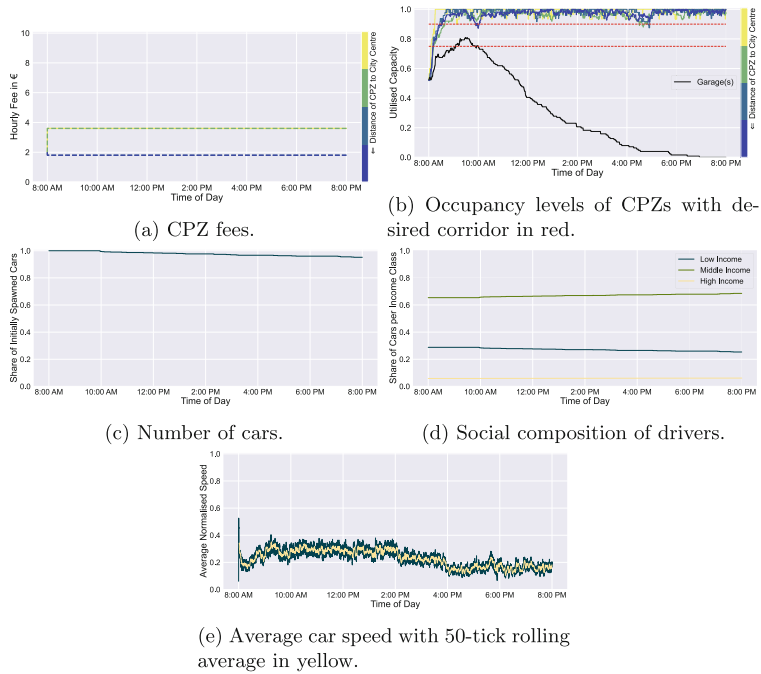 Hourly Fee in €
10
8
6
4
2
0
8:00 AM 10:00 AM 12:00 PM 2:00 PM 4:00 PM 6:00 PM 8:00 PM
Time of Day
⇐ Distance of CPZ to City Centre
(a) CPZ fees.
Utilised Capacity
1.0
0.8
0.6
0.4
0.2
0.0
Garage(s)
8:00 AM 10:00 AM 12:00 PM 2:00 PM 4:00 PM 6:00 PM 8:00 PM
Time of Day
⇐ Distance of CPZ to City Centre
(b) Occupancy levels of CPZs with de-
sired corridor in red.
Share of Initially Spawned Cars
1.0
0.8
0.6
0.4
0.2
0.0
8:00 AM 10:00 AM 12:00 PM 2:00 PM 4:00 PM 6:00 PM 8:00 PM
Time of Day
(c) Number of cars.
Share of Cars per Income Class
1.0
0.8
0.6
0.4
0.2
0.0
Low Income
Middle Income
High Income
8:00 AM 10:00 AM 12:00 PM 2:00 PM 4:00 PM 6:00 PM 8:00 PM
Time of Day
(d) Social composition of drivers.
Average Normalised Speed
1.0
0.8
0.6
0.4
0.2
0.0
8:00 AM 10:00 AM 12:00 PM 2:00 PM 4:00 PM 6:00 PM 8:00 PM
Time of Day
(e) Average car speed with 50-tick rolling
average in yellow.